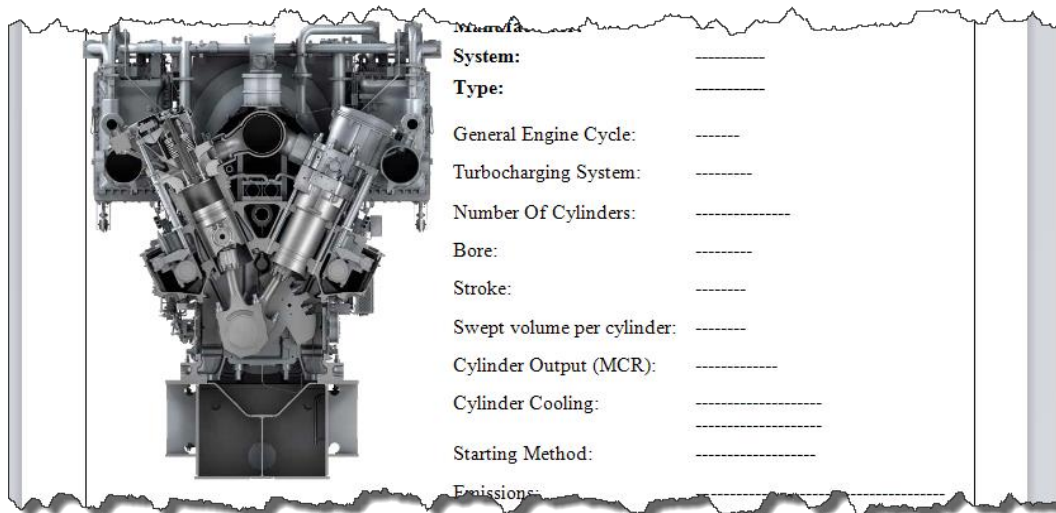 System: -----------
Type: -----------
General Engine Cycle: -------
Turbocharging System: ---------
Number Of Cylinders: ---------------
Bore: ---------
Stroke: --------
Swept volume per cylinder: --------
Cylinder Output (MCR): -------------
Cylinder Cooling: --------------------
--------------------
Starting Method: -------------------
Emissions: -------------------------------------